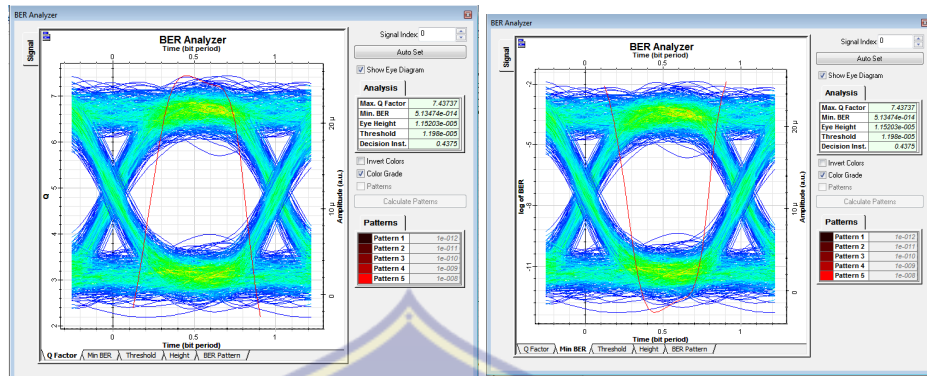 BER Analyzer
Signal
BER Analyzer
Time (bit period)
0 0.5 1
Q
7
6
5
4
3
2
20 µ
10 µ
0
Amplitude (a.u.)
0 0.5 1
Time (bit period)
Q Factor Min BER Threshold Height BER Pattern
Signal Index: 0
Auto Set
Show Eye Diagram
Analysis
Max. Q Factor 7.43737
Min. BER 5.13474e-014
Eye Height 1.15203e-005
Threshold 1.198e-005
Decision Inst. 0.4375
Invert Colors
Color Grade
Patterns
Calculate Patterns
Patterns
Pattern 1 1e-012
Pattern 2 1e-011
Pattern 3 1e-010
Pattern 4 1e-009
Pattern 5 1e-008
BER Analyzer
Signal
BER Analyzer
Time (bit period)
0 0.5 1
log of BER
-2
-5
-8
-11
20 µ
10 µ
0
Amplitude (a.u.)
0 0.5 1
Time (bit period)
Q Factor Min BER Threshold Height BER Pattern
Signal Index: 0
Auto Set
Show Eye Diagram
Analysis
Max. Q Factor 7.43737
Min. BER 5.13474e-014
Eye Height 1.15203e-005
Threshold 1.198e-005
Decision Inst. 0.4375
Invert Colors
Color Grade
Patterns
Calculate Patterns
Patterns
Pattern 1 1e-012
Pattern 2 1e-011
Pattern 3 1e-010
Pattern 4 1e-009
Pattern 5 1e-008